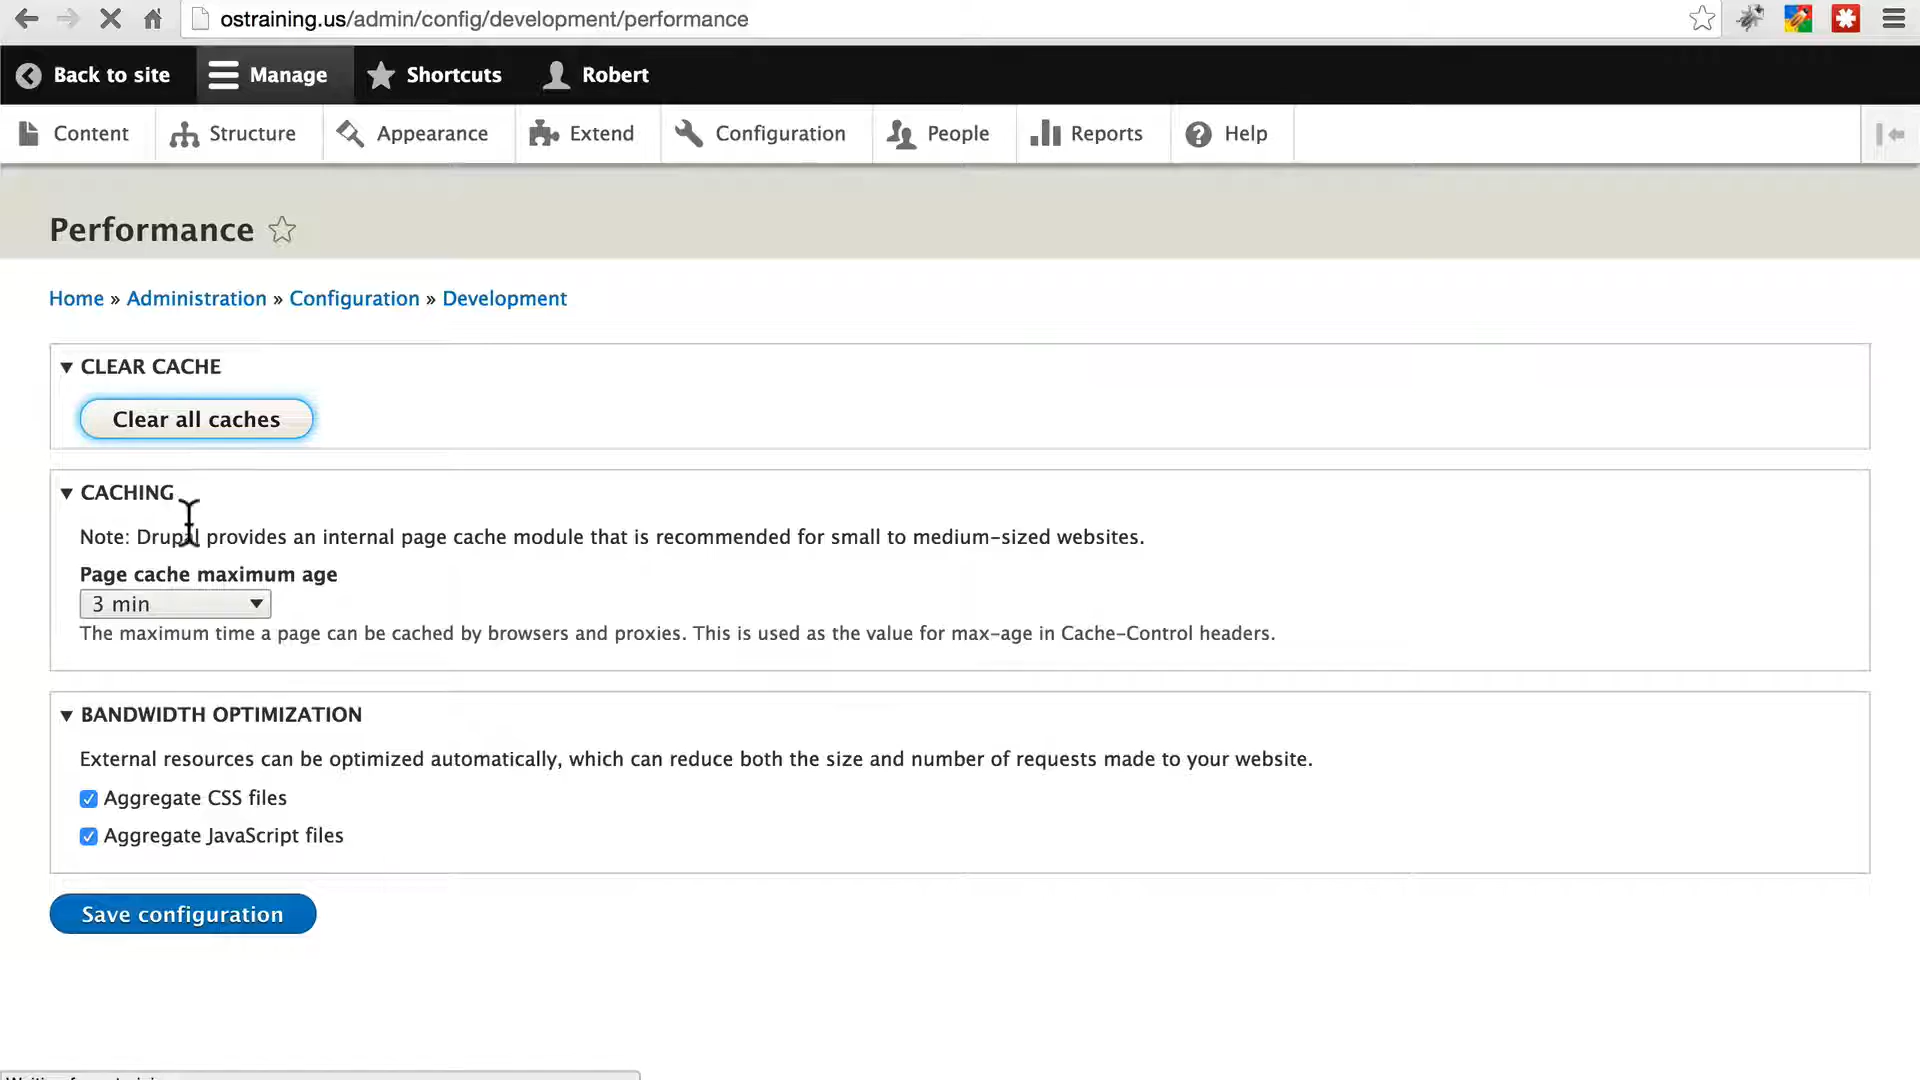 ostraining.us/admin/config/development/performance
Back to site
Manage
Shortcuts
Robert
Content
Structure
Appearance
Extend
Configuration
People
Reports
Help
Performance
Home » Administration » Configuration » Development
CLEAR CACHE
Clear all caches
CACHING
Note: Drupal provides an internal page cache module that is recommended for small to medium-sized websites.
Page cache maximum age
3 min
The maximum time a page can be cached by browsers and proxies. This is used as the value for max-age in Cache-Control headers.
BANDWIDTH OPTIMIZATION
External resources can be optimized automatically, which can reduce both the size and number of requests made to your website.
Aggregate CSS files
Aggregate JavaScript files
Save configuration